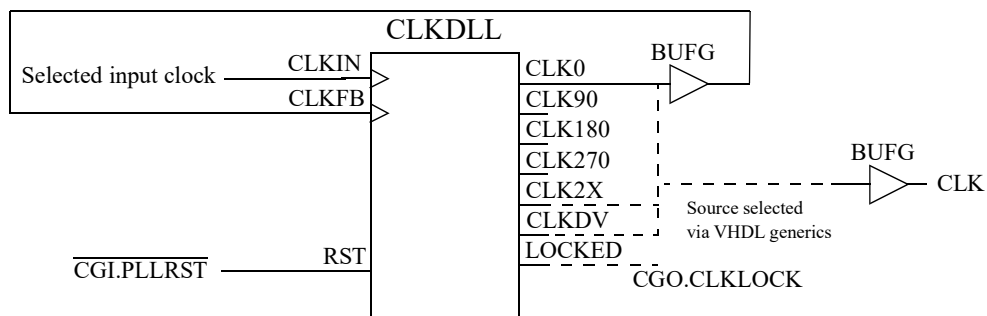 CLKDLL
BUFG
CLKIN
CLK0
Selected input clock
CLKFB
CLK90
CLK180
BUFG
CLK270
CLK2X
CLK
Source selected
via VHDL generics
CLKDV
LOCKED
RST
CGI.PLLRST
CGO.CLKLOCK